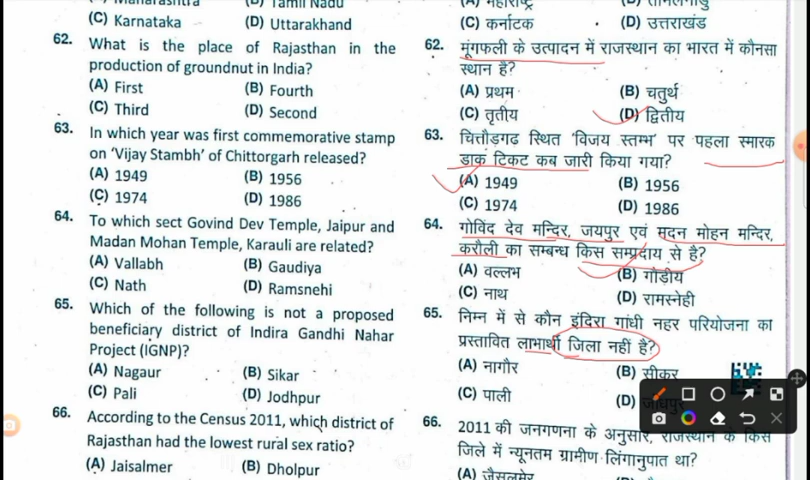 (D) Tamil Nadu
(C) Karnataka (D) Uttarakhand
62. What is the place of Rajasthan in the
production of groundnut in India?
(A) First (B) Fourth
(C) Third (D) Second
63. In which year was first commemorative stamp
on ‘Vijay Stambh’ of Chittorgarh released?
(A) 1949 (B) 1956
(C) 1974 (D) 1986
64. To which sect Govind Dev Temple, Jaipur and
Madan Mohan Temple, Karauli are related?
(A) Vallabh (B) Gaudiya
(C) Nath (D) Ramsnehi
65. Which of the following is not a proposed
beneficiary district of Indira Gandhi Nahar
Project (IGNP)?
(A) Nagaur (B) Sikar
(C) Pali (D) Jodhpur
66. According to the Census 2011, which district of
Rajasthan had the lowest rural sex ratio?
(A) Jaisalmer (B) Dholpur
(A) महाराष्ट्र
(C) कर्नाटक (D) उत्तराखंड
62. मूंगफली के उत्पादन में राजस्थान का भारत में कौनसा
स्थान है?
(A) प्रथम (B) चतुर्थ
(C) तृतीय (D) द्वितीय
63. चित्तौड़गढ स्थित ‘विजय स्तम्भ’ पर पहला स्मारक
डाक टिकट कब जारी किया गया?
(A) 1949 (B) 1956
(C) 1974 (D) 1986
64. गोविंद देव मन्दिर, जयपुर एवं मदन मोहन मन्दिर,
करौली का सम्बन्ध किस सम्प्रदाय से है?
(A) वल्लभ (B) गौड़ीय
(C) नाथ (D) रामस्नेही
65. निम्न में से कौन इंदिरा गांधी नहर परियोजना का
प्रस्तावित लाभार्थी जिला नहीं है?
(A) नागौर (B) सीकर
(C) पाली (D) जोधपुर
66. 2011 की जनगणना के अनुसार, राजस्थान के किस
जिले में न्यूनतम ग्रामीण लिंगानुपात था?
(A) जैसलमेर